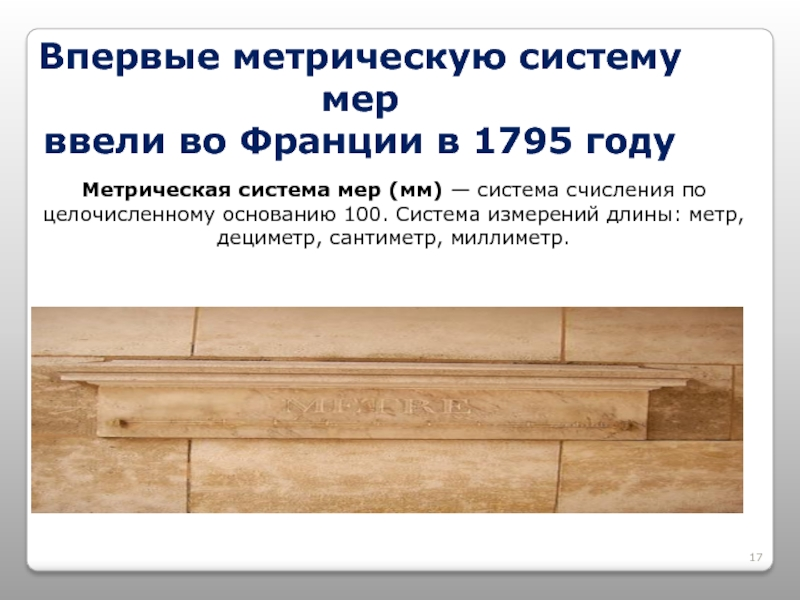 Впервые метрическую систему
мер
ввели во Франции в 1795 году
Метрическая система мер (мм) — система счисления по
целочисленному основанию 100. Система измерений длины: метр,
дециметр, сантиметр, миллиметр.
METRE
17